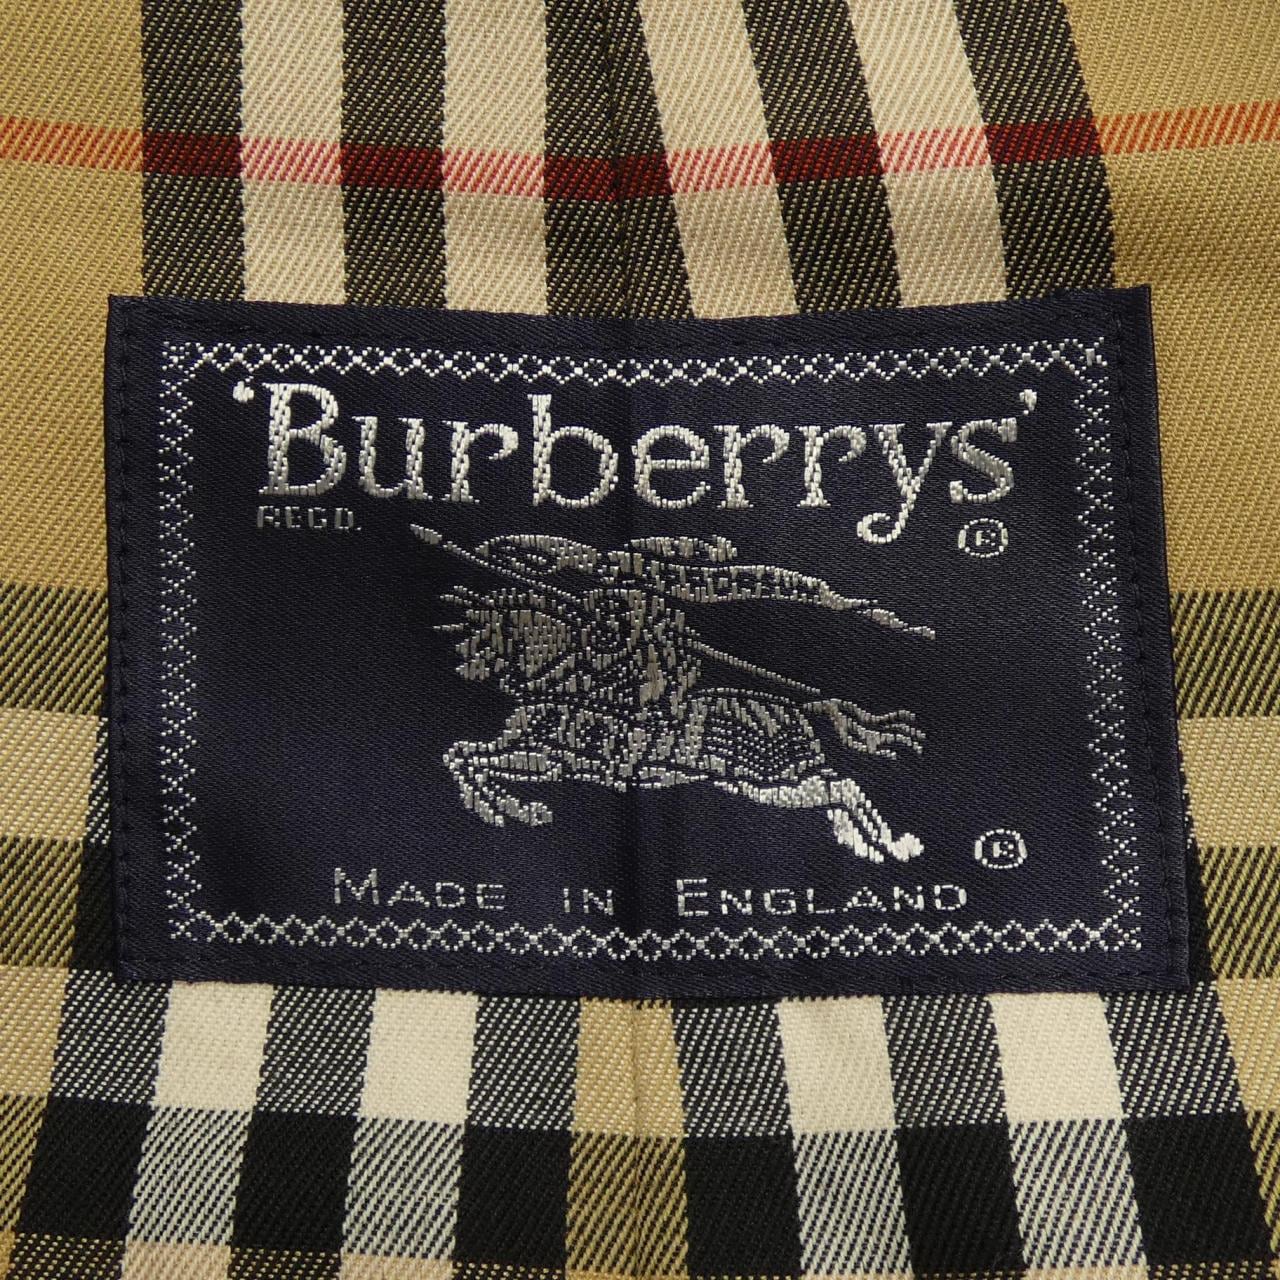 ‘Burberrys’
REGD.
®
®
MADE IN ENGLAND